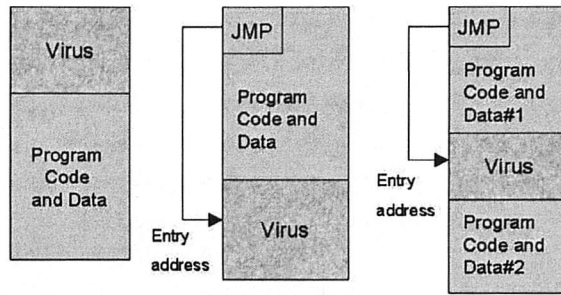 Virus
Program
Code
and Data
JMP
Program
Code and
Data
Virus
Entry
address
JMP
Program
Code and
Data#1
Virus
Entry
address
Program
Code and
Data#2